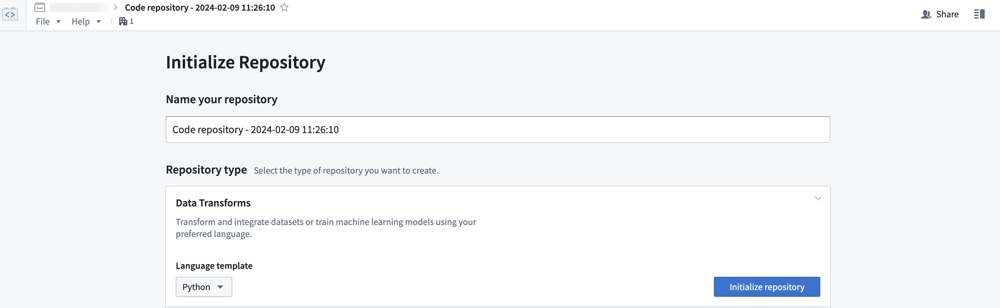 Code repository - 2024-02-09 11:26:10
File Help 1
Share
Initialize Repository
Name your repository
Code repository - 2024-02-09 11:26:10
Repository type Select the type of repository you want to create.
Data Transforms
Transform and integrate datasets or train machine learning models using your
preferred language.
Language template
Python
Initialize repository